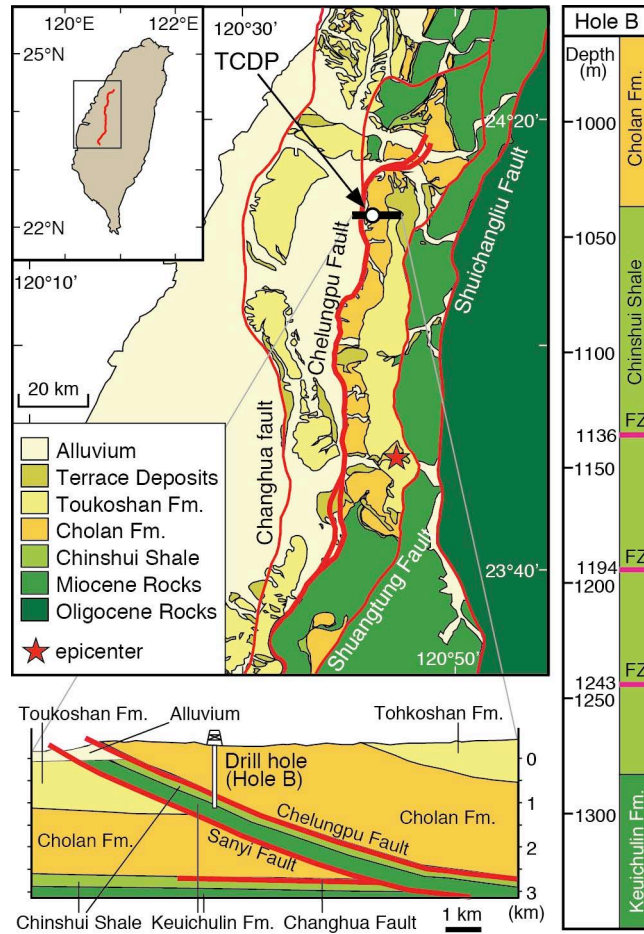 120°E
122°E
25°N
22°N
120°30'
TCDP
24°20'
120°10'
20 km
Chelungpu Fault
Shuichangliu Fault
Changhua fault
Shuangtung Fault
23°40'
120°50'
Alluvium
Terrace Deposits
Toukoshan Fm.
Cholan Fm.
Chinshui Shale
Miocene Rocks
Oligocene Rocks
epicenter
Hole B
Depth
(m)
1000
1050
1100
1136
1150
1194
1200
1243
1250
1300
Cholan Fm.
Chinshui Shale
FZ
FZ
FZ
Keuichulin Fm.
Toukoshan Fm.
Alluvium
Tohkoshan Fm.
Drill hole
(Hole B)
Chelungpu Fault
Cholan Fm.
Sanyi Fault
Cholan Fm.
0
1
2
3
(km)
Chinshui Shale
Keuichulin Fm.
Changhua Fault
1 km